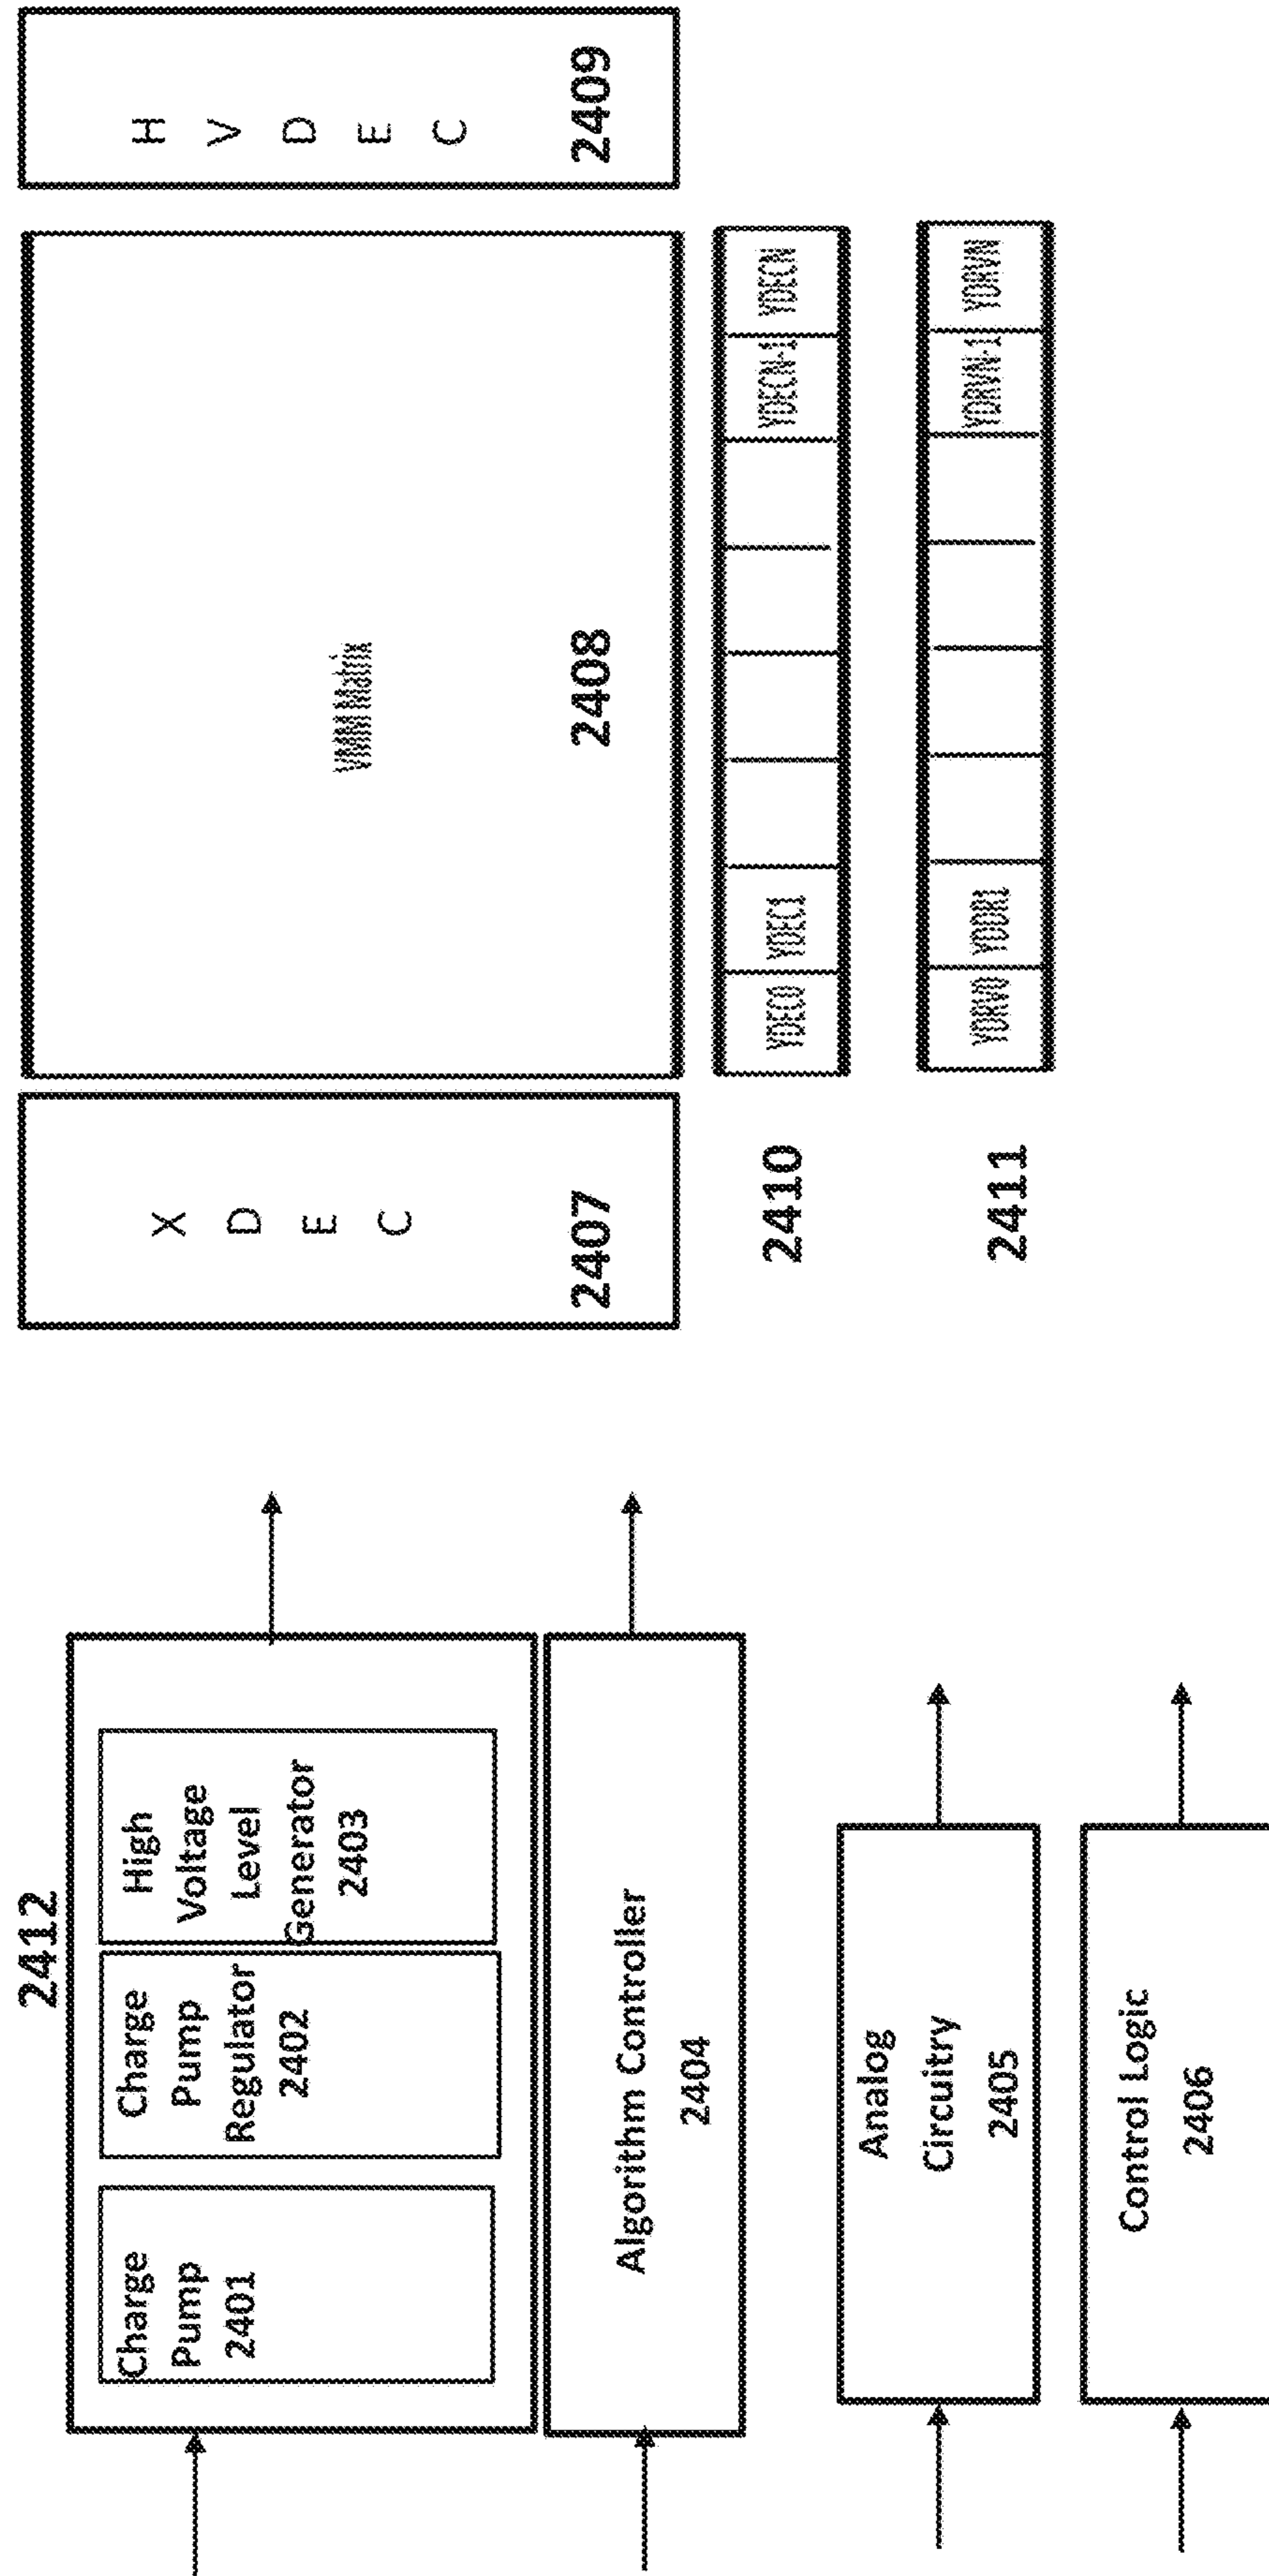 2412
Charge
Pump
2401
Charge
Pump
Regulator
2402
High
Voltage
Level
Generator
2403
Algorithm Controller
2404
Analog
Circuitry
2405
Control Logic
2406
X
D
E
C
2407
VMM Matrix
2408
H
V
D
E
C
2409
2410
YDEC0
YDEC1
YDECN-1
YDECN
2411
YDRV0
YDDR1
YDRVN-1
YDRVN